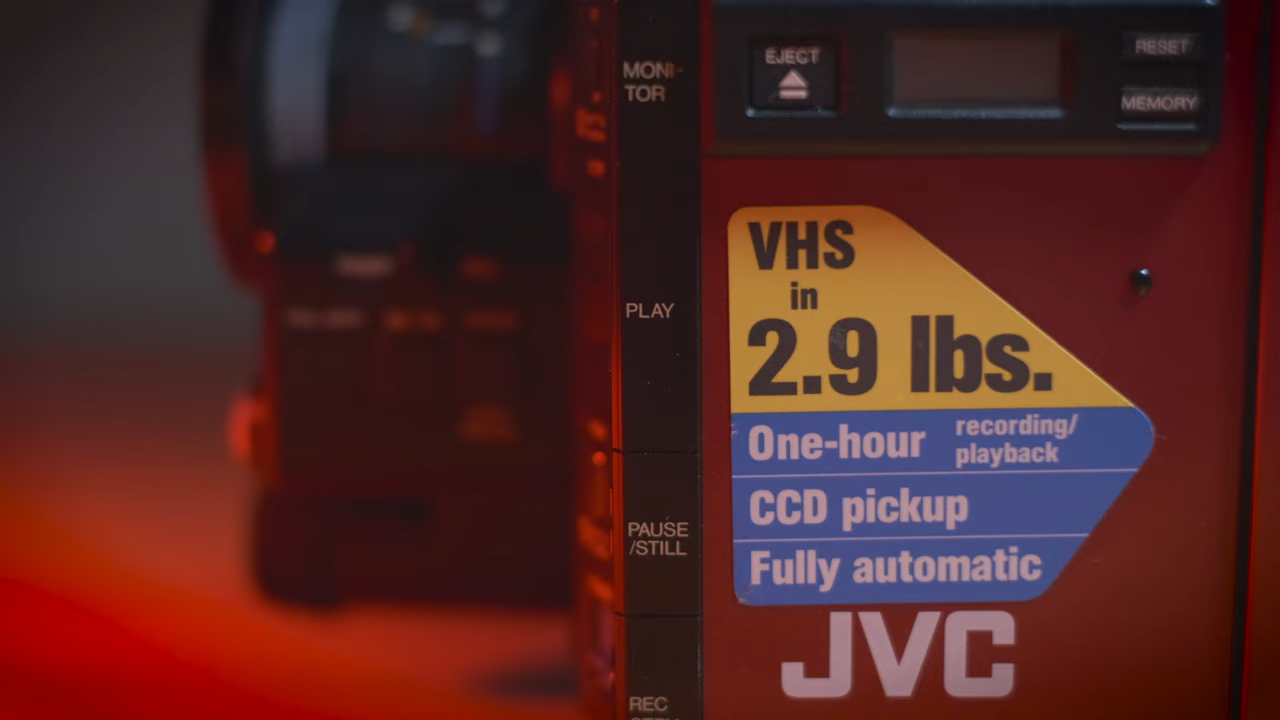 MONI-
TOR
PLAY
PAUSE
/STILL
REC
EJECT
RESET
MEMORY
VHS
in
2.9 lbs.
One-hour
recording/
playback
CCD pickup
Fully automatic
JVC